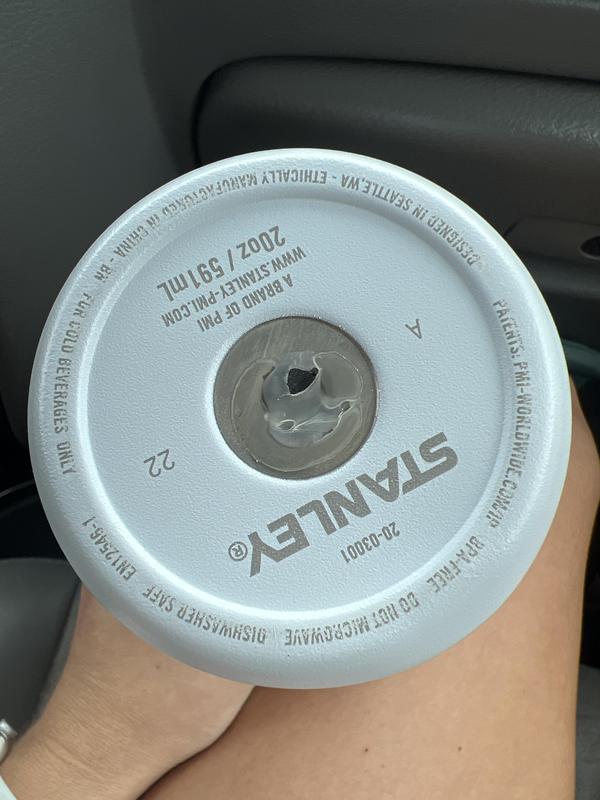 STANLEY®
20-03001
A
22
A BRAND OF PMI
WWW.STANLEY-PMI.COM
20oz / 591mL
DESIGNED IN SEATTLE, WA - ETHICALLY MANUFACTURED IN CHINA - BN
FOR COLD BEVERAGES ONLY
EN12546-1
DISHWASHER SAFE
DO NOT MICROWAVE
BPA-FREE
PATENTS: PMI-WORLDWIDE.COM/IP